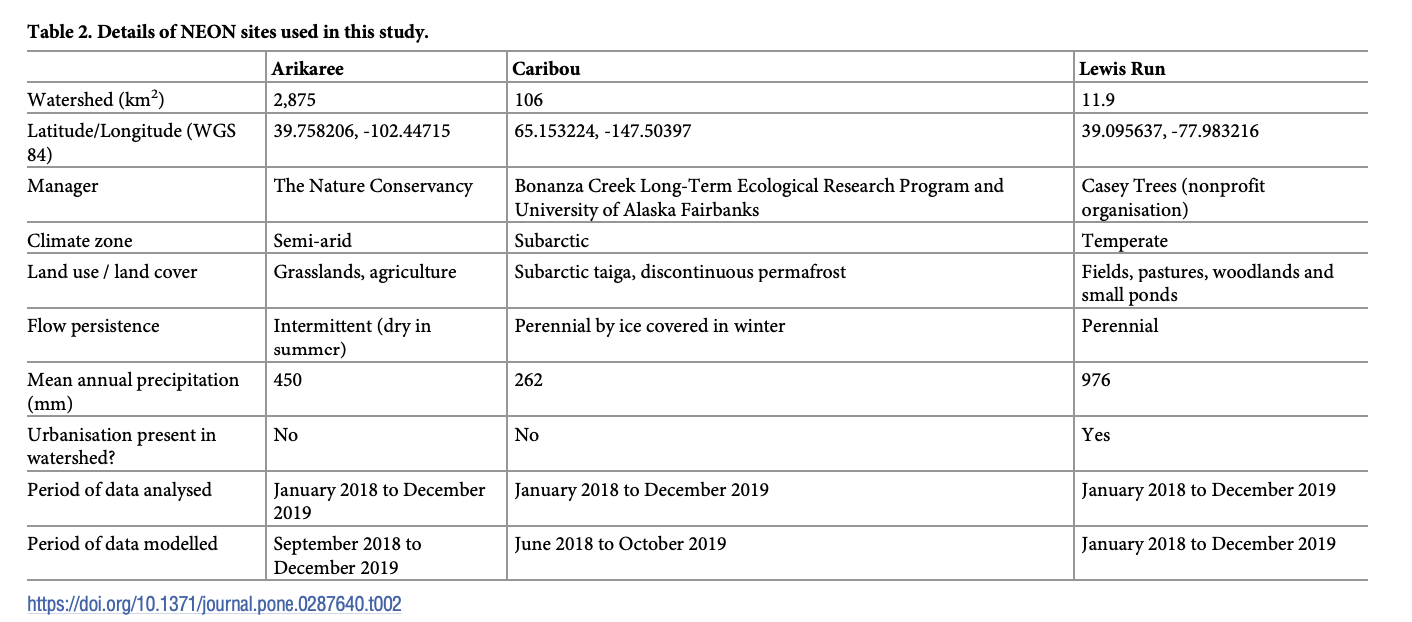 Table 2. Details of NEON sites used in this study.
Arikaree Caribou Lewis Run
Watershed (km²) 2,875 106 11.9
Latitude/Longitude (WGS 39.758206, -102.44715 65.153224, -147.50397 39.095637, -77.983216
84)
Manager The Nature Conservancy Bonanza Creek Long-Term Ecological Research Program and Casey Trees (nonprofit
University of Alaska Fairbanks organisation)
Climate zone Semi-arid Subarctic Temperate
Land use / land cover Grasslands, agriculture Subarctic taiga, discontinuous permafrost Fields, pastures, woodlands and
small ponds
Flow persistence Intermittent (dry in Perennial by ice covered in winter Perennial
summer)
Mean annual precipitation 450 262 976
(mm)
Urbanisation present in No No Yes
watershed?
Period of data analysed January 2018 to December January 2018 to December 2019 January 2018 to December 2019
2019
Period of data modelled September 2018 to June 2018 to October 2019 January 2018 to December 2019
December 2019
https://doi.org/10.1371/journal.pone.0287640.t002